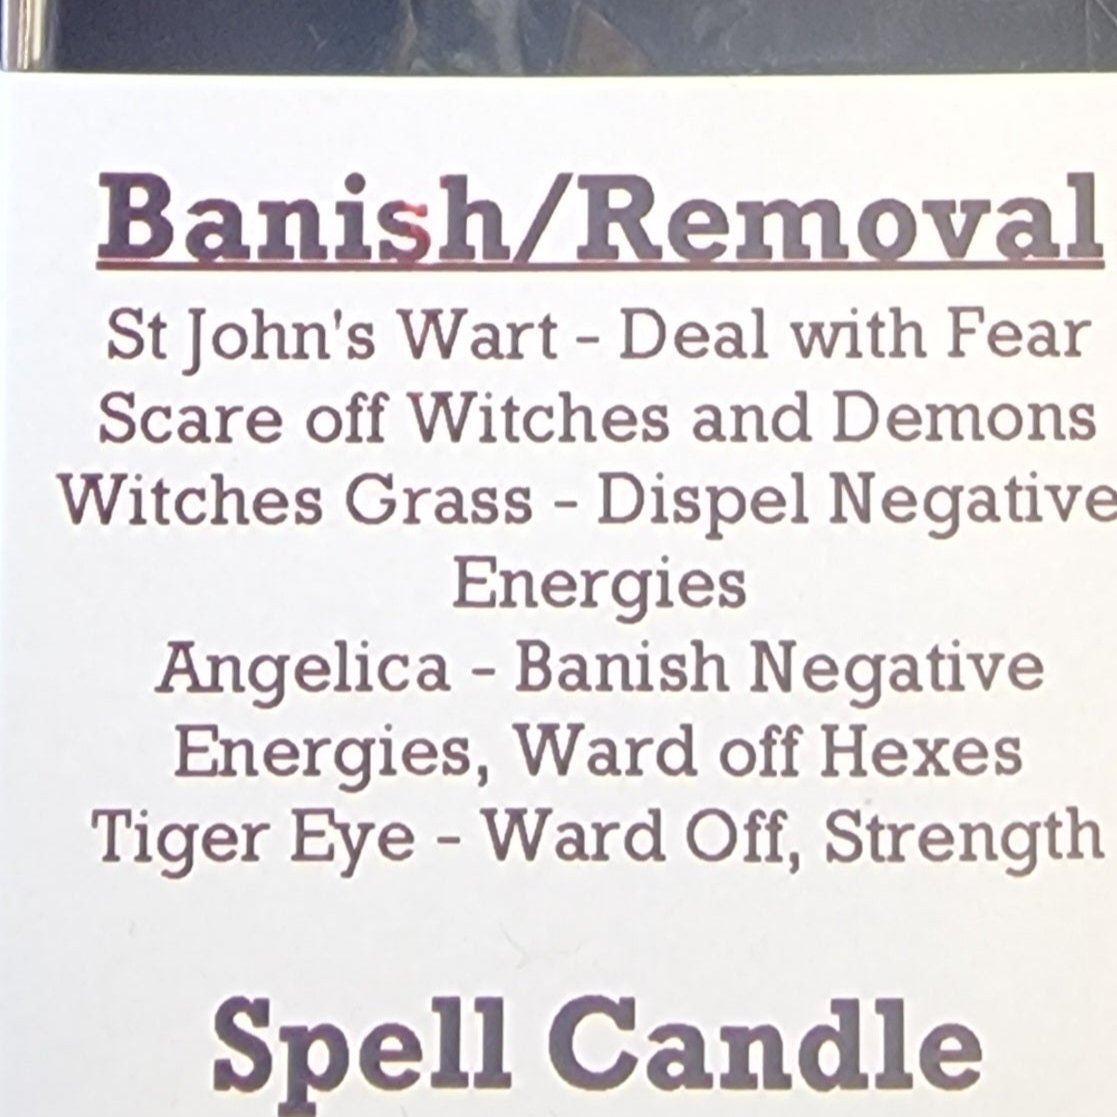 Banish/Removal
St John's Wart - Deal with Fear
Scare off Witches and Demons
Witches Grass - Dispel Negative
Energies
Angelica - Banish Negative
Energies, Ward off Hexes
Tiger Eye - Ward Off, Strength
Spell Candle